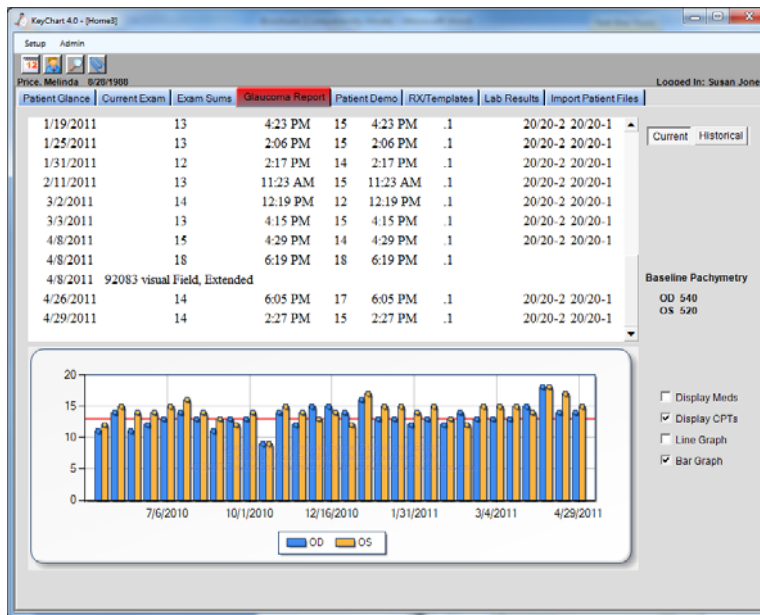 KeyChart 4.0 - [Home3]
Setup Admin
13
Price, Melinda 8/28/1988
Logged In: Susan Jone
Patient Glance Current Exam Exam Sums Glaucoma Report Patient Demo RX/Templates Lab Results Import Patient Files
1/19/2011 13 4:23 PM 15 4:23 PM .1 20/20-2 20/20-1
1/25/2011 13 2:06 PM 15 2:06 PM .1 20/20-2 20/20-1
1/31/2011 12 2:17 PM 14 2:17 PM .1 20/20-2 20/20-1
2/11/2011 13 11:23 AM 15 11:23 AM .1 20/20-2 20/20-1
3/2/2011 14 12:19 PM 12 12:19 PM .1 20/20-2 20/20-1
3/3/2011 13 4:15 PM 15 4:15 PM .1 20/20-2 20/20-1
4/8/2011 15 4:29 PM 14 4:29 PM .1 20/20-2 20/20-1
4/8/2011 18 6:19 PM 18 6:19 PM .1
4/8/2011 92083 visual Field, Extended
4/26/2011 14 6:05 PM 17 6:05 PM .1 20/20-2 20/20-1
4/29/2011 14 2:27 PM 15 2:27 PM .1 20/20-2 20/20-1
Current Historical
Baseline Pachymetry
OD 540
OS 520
20
15
10
5
0
7/6/2010 10/1/2010 12/16/2010 1/31/2011 3/4/2011 4/29/2011
OD OS
Display Meds
Display CPTs
Line Graph
Bar Graph